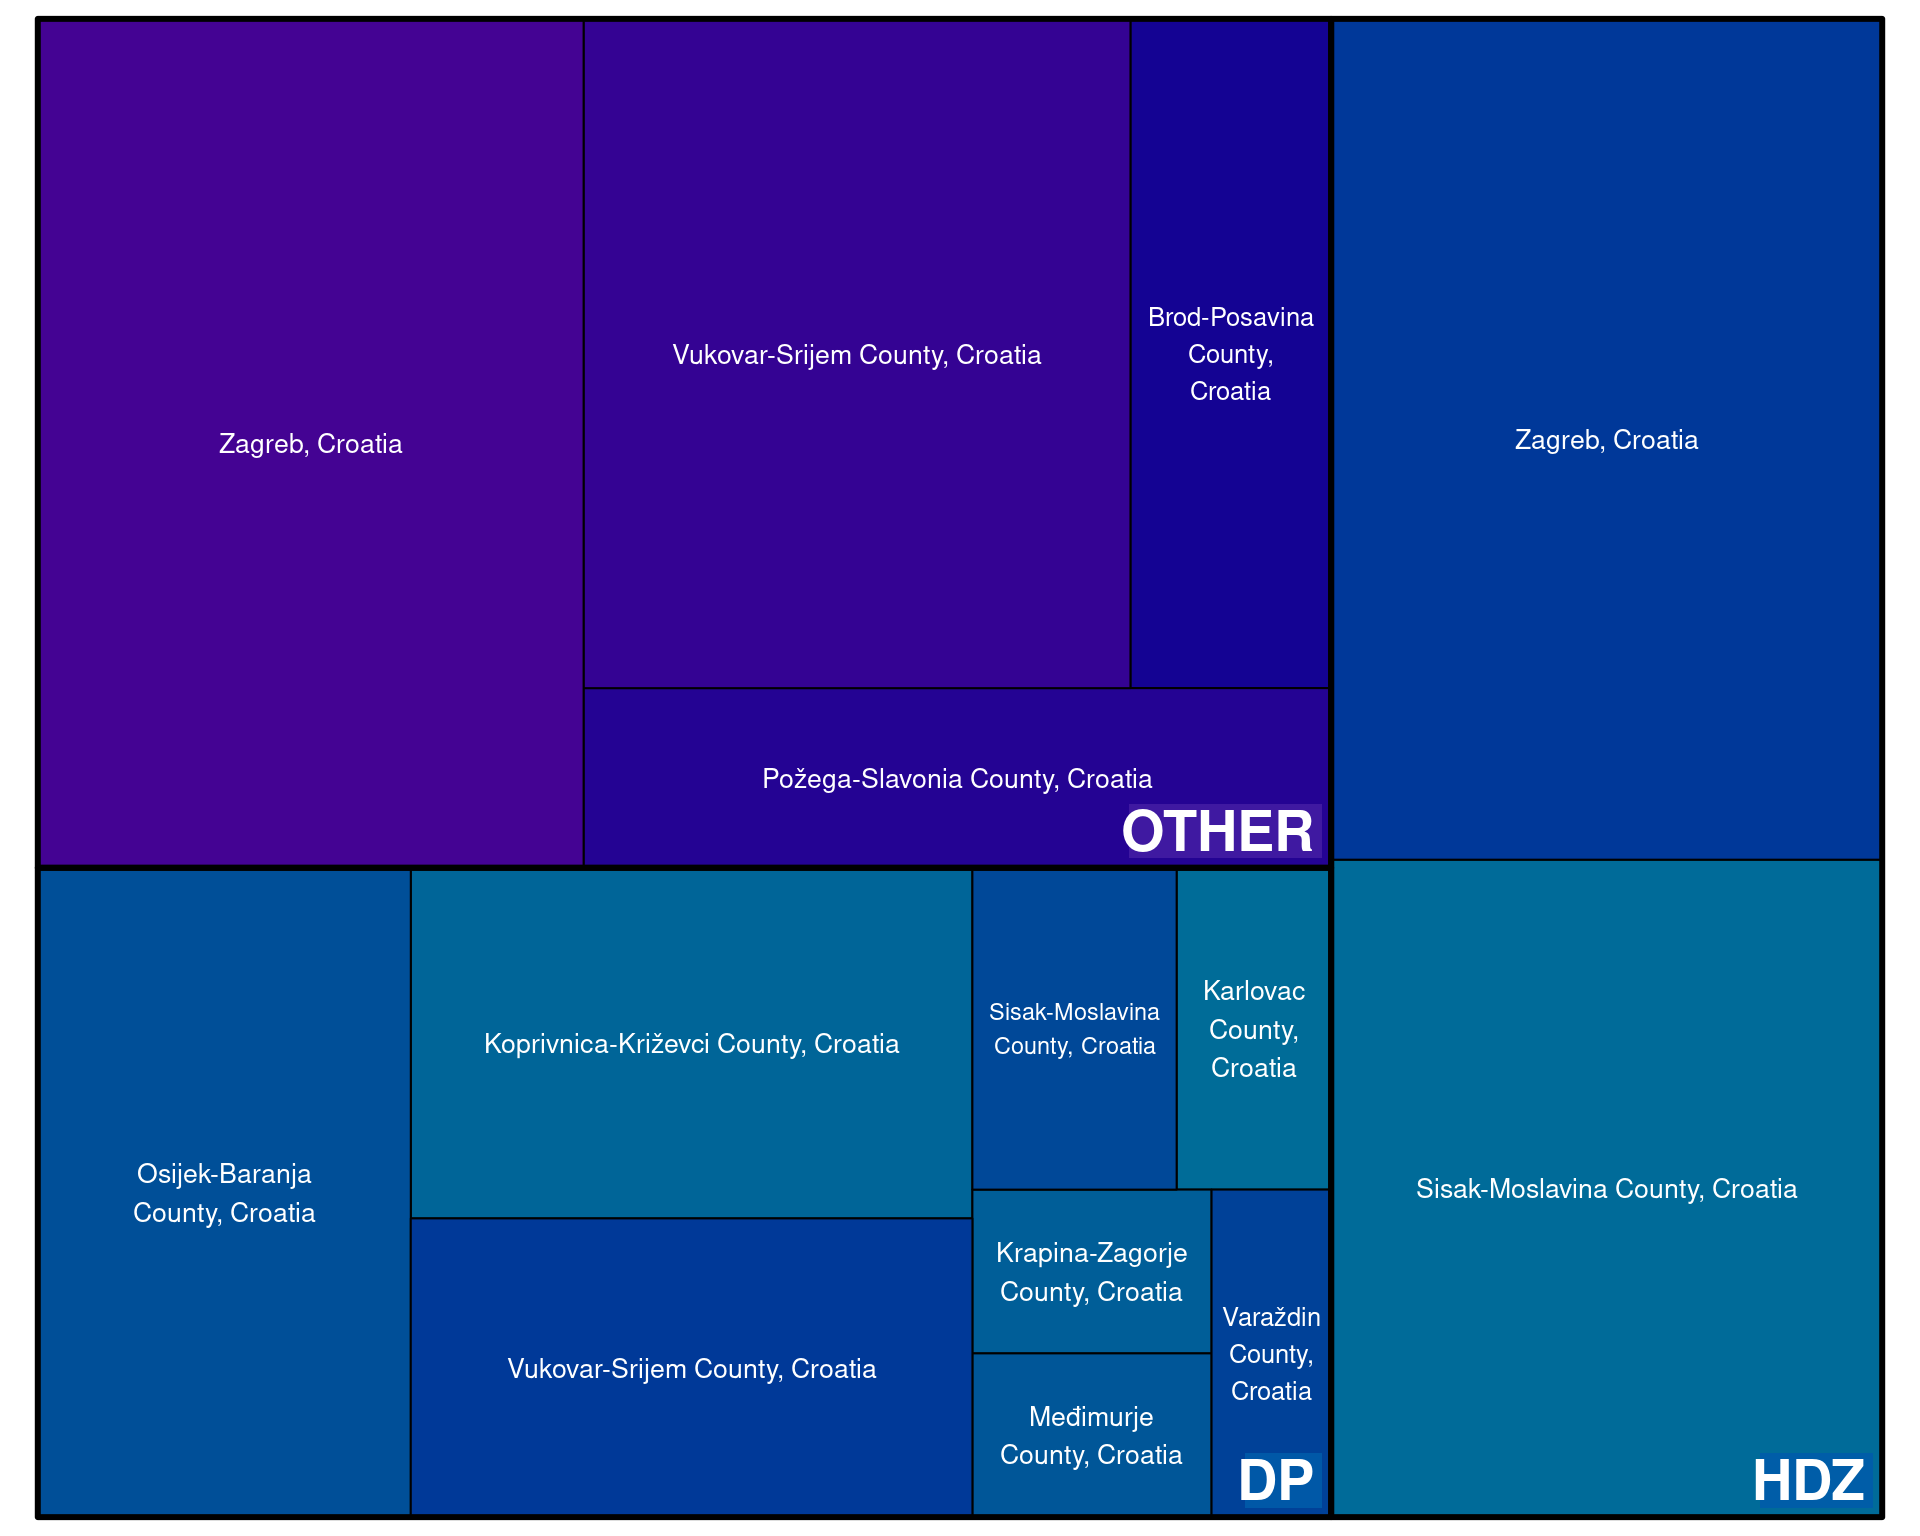 Zagreb, Croatia
Vukovar-Srijem County, Croatia
Brod-Posavina
County,
Croatia
Požega-Slavonia County, Croatia
OTHER
Zagreb, Croatia
Osijek-Baranja
County, Croatia
Koprivnica-Križevci County, Croatia
Vukovar-Srijem County, Croatia
Sisak-Moslavina
County, Croatia
Karlovac
County,
Croatia
Krapina-Zagorje
County, Croatia
Međimurje
County, Croatia
Varaždin
County,
Croatia
DP
Sisak-Moslavina County, Croatia
HDZ